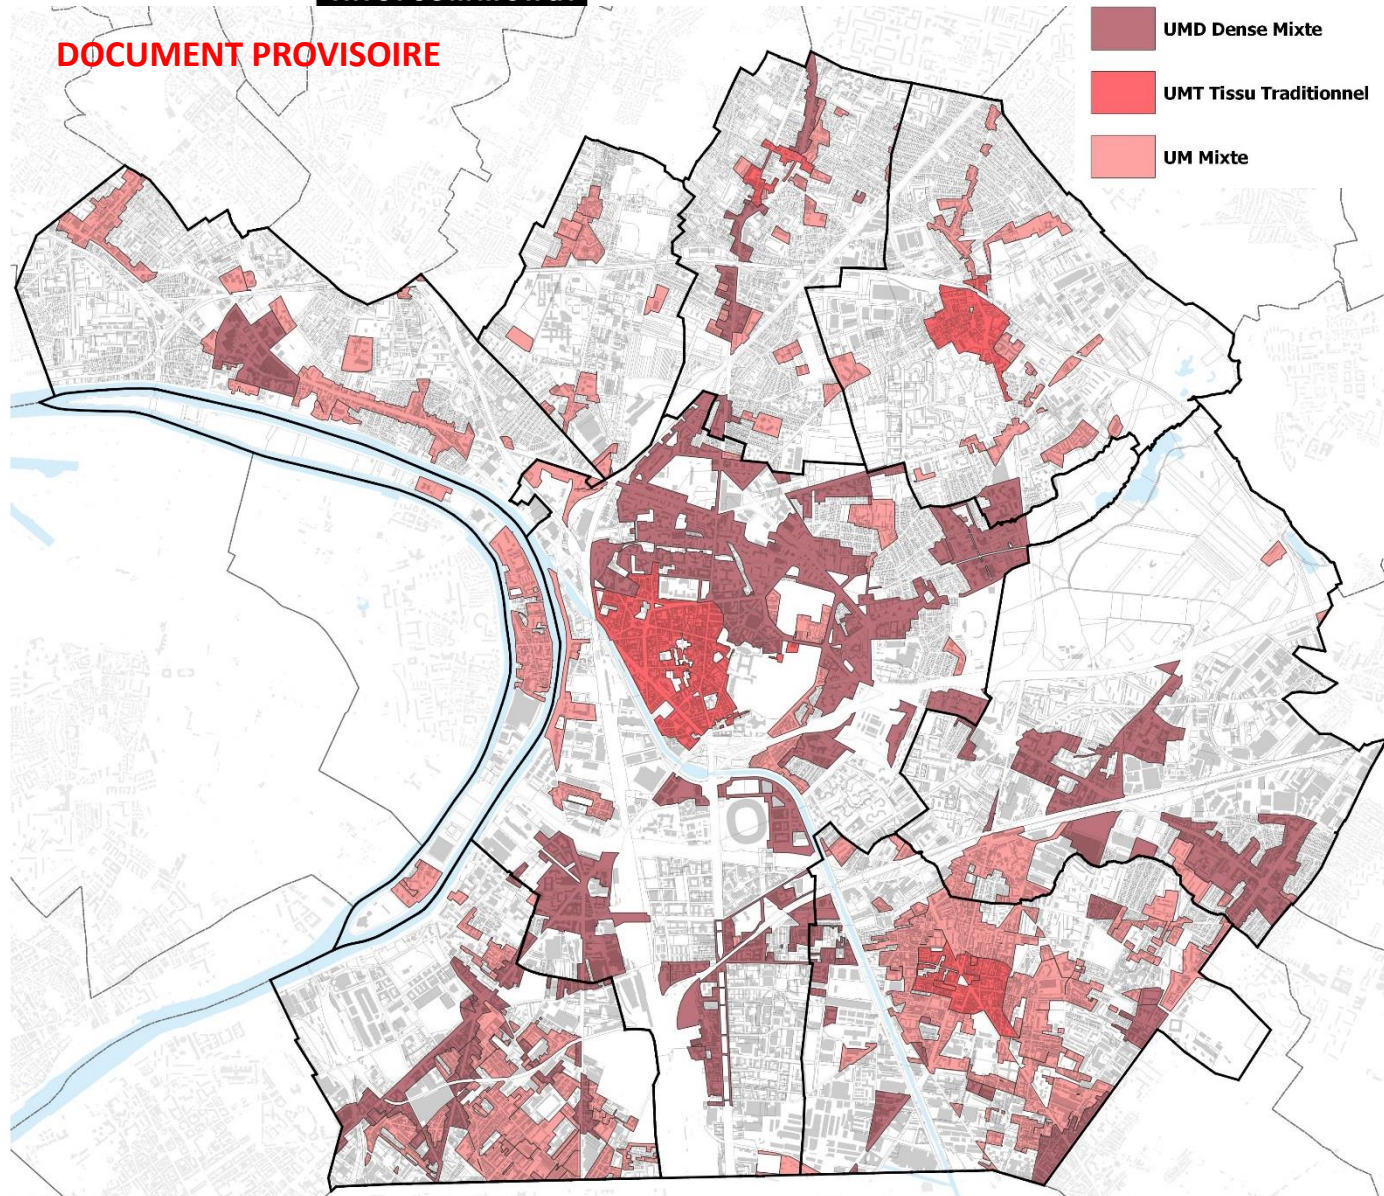 DOCUMENT PROVISOIRE
UMD Dense Mixte
UMT Tissu Traditionnel
UM Mixte